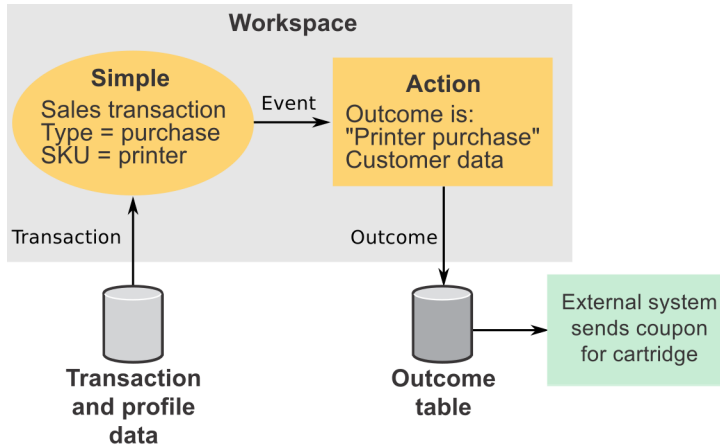 Workspace
Simple
Sales transaction
Type = purchase
SKU = printer
Event
Action
Outcome is:
"Printer purchase"
Customer data
Transaction
Outcome
Transaction
and profile
data
Outcome
table
External system
sends coupon
for cartridge